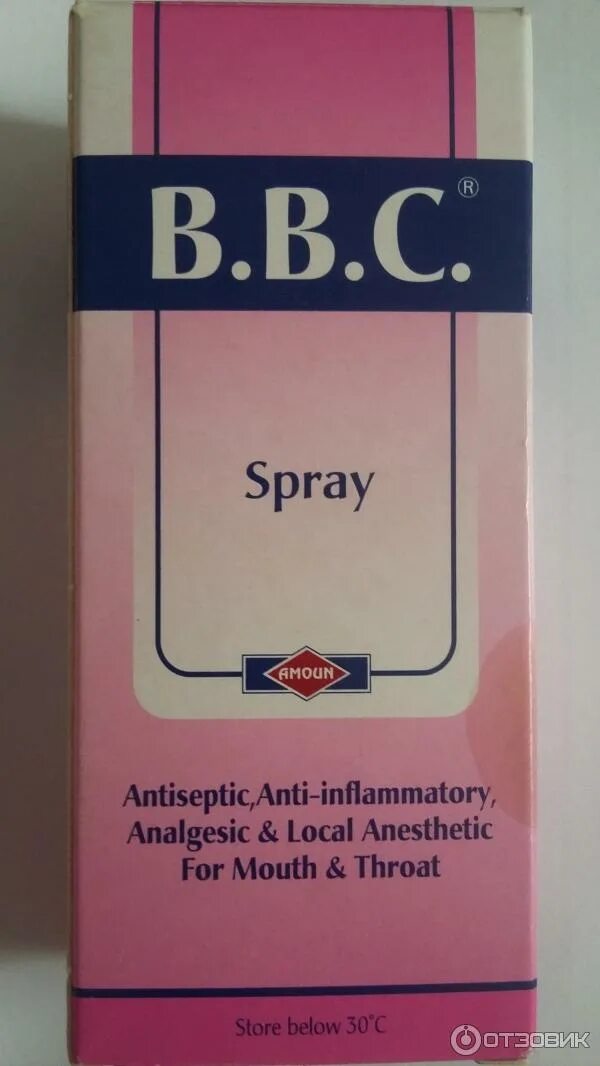 B.B.C.®
Spray
AMOUN
Antiseptic,Anti-inflammatory,
Analgesic & Local Anesthetic
For Mouth & Throat
Store below 30°C
ОТЗОВИК